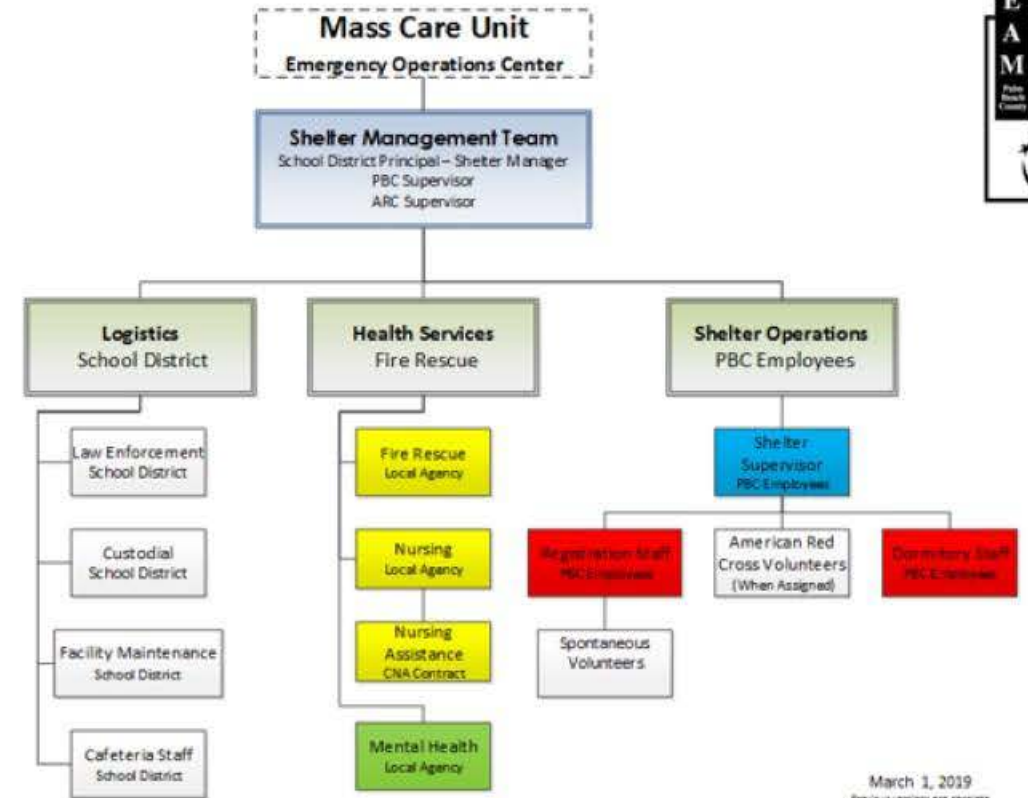 Mass Care Unit
Emergency Operations Center
E
A
M
Palm
Beach
County
Shelter Management Team
School District Principal – Shelter Manager
PBC Supervisor
ARC Supervisor
Logistics
School District
Health Services
Fire Rescue
Shelter Operations
PBC Employees
Law Enforcement
School District
Custodial
School District
Facility Maintenance
School District
Cafeteria Staff
School District
Fire Rescue
Local Agency
Nursing
Local Agency
Nursing
Assistance
CNA Contract
Mental Health
Local Agency
Shelter
Supervisor
PBC Employees
Registration Staff
PBC Employees
American Red
Cross Volunteers
(When Assigned)
Dormitory Staff
PBC Employees
Spontaneous
Volunteers
March 1, 2019